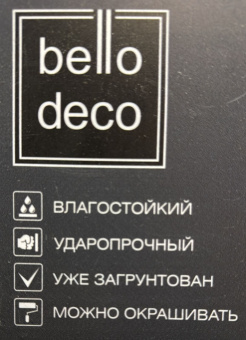 bello
deco
ВЛАГОСТОЙКИЙ
УДАРОПРОЧНЫЙ
УЖЕ ЗАГРУНТОВАН
МОЖНО ОКРАШИВАТЬ